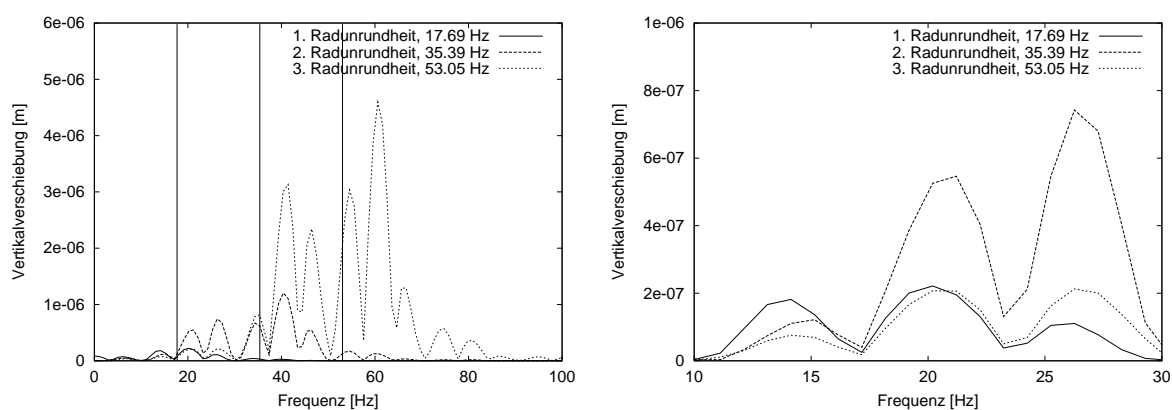 6e-06
5e-06
4e-06
3e-06
2e-06
1e-06
0
Vertikalverschiebung [m]
1. Radunrundheit, 17.69 Hz
2. Radunrundheit, 35.39 Hz
3. Radunrundheit, 53.05 Hz
0 20 40 60 80 100
Frequenz [Hz]
1e-06
8e-07
6e-07
4e-07
2e-07
0
Vertikalverschiebung [m]
1. Radunrundheit, 17.69 Hz
2. Radunrundheit, 35.39 Hz
3. Radunrundheit, 53.05 Hz
10 15 20 25 30
Frequenz [Hz]